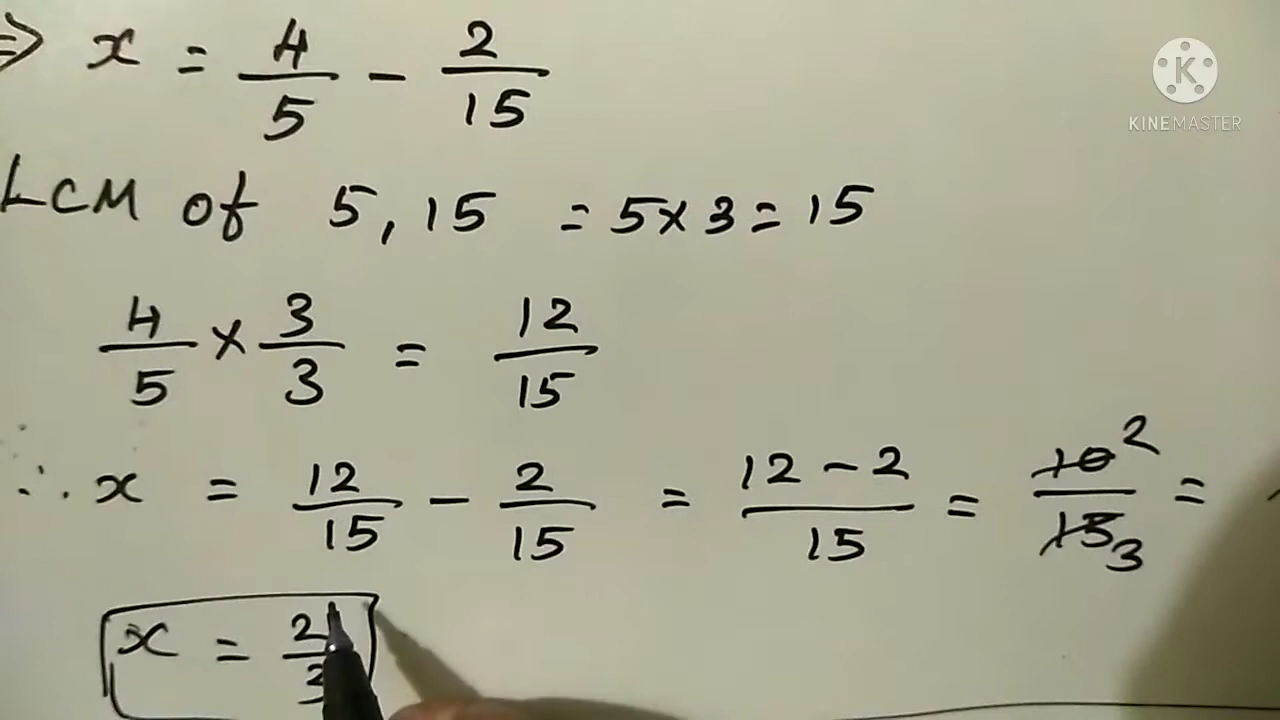 ⇒ x = 4/5 - 2/15
K
KINEMASTER
LCM of 5, 15 = 5 × 3 = 15
4/5 × 3/3 = 12/15
∴ x = 12/15 - 2/15 = 12 - 2/15 = 10 2/15 3 =
x = 2/3